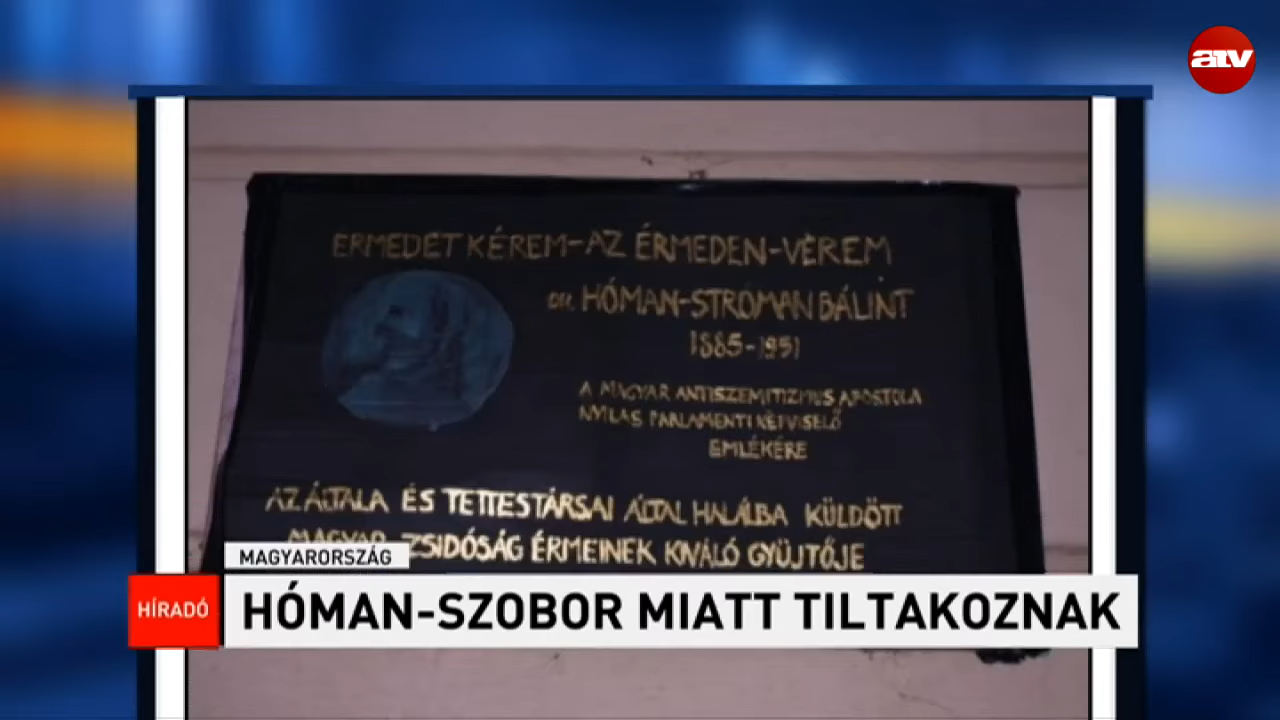 atv
ERMEDET KÉREM-AZ ÉRMEDEN-VÉREM
DR. HÓMAN-STRÓMAN BÁLINT
1885-1951
A MAGYAR ANTISZEMITIZMUS APOSTOLA
NYILAS PARLAMENTI KÉPVISELŐ
EMLÉKÉRE
AZ ÁLTALA ÉS TETTESTÁRSAI ÁLTAL HALÁLBA KÜLDÖTT
MAGYAR ZSIDÓSÁG ÉRMEINEK KIVÁLÓ GYŰJTŐJE
MAGYARORSZÁG
HÍRADÓ
HÓMAN-SZOBOR MIATT TILTAKOZNAK